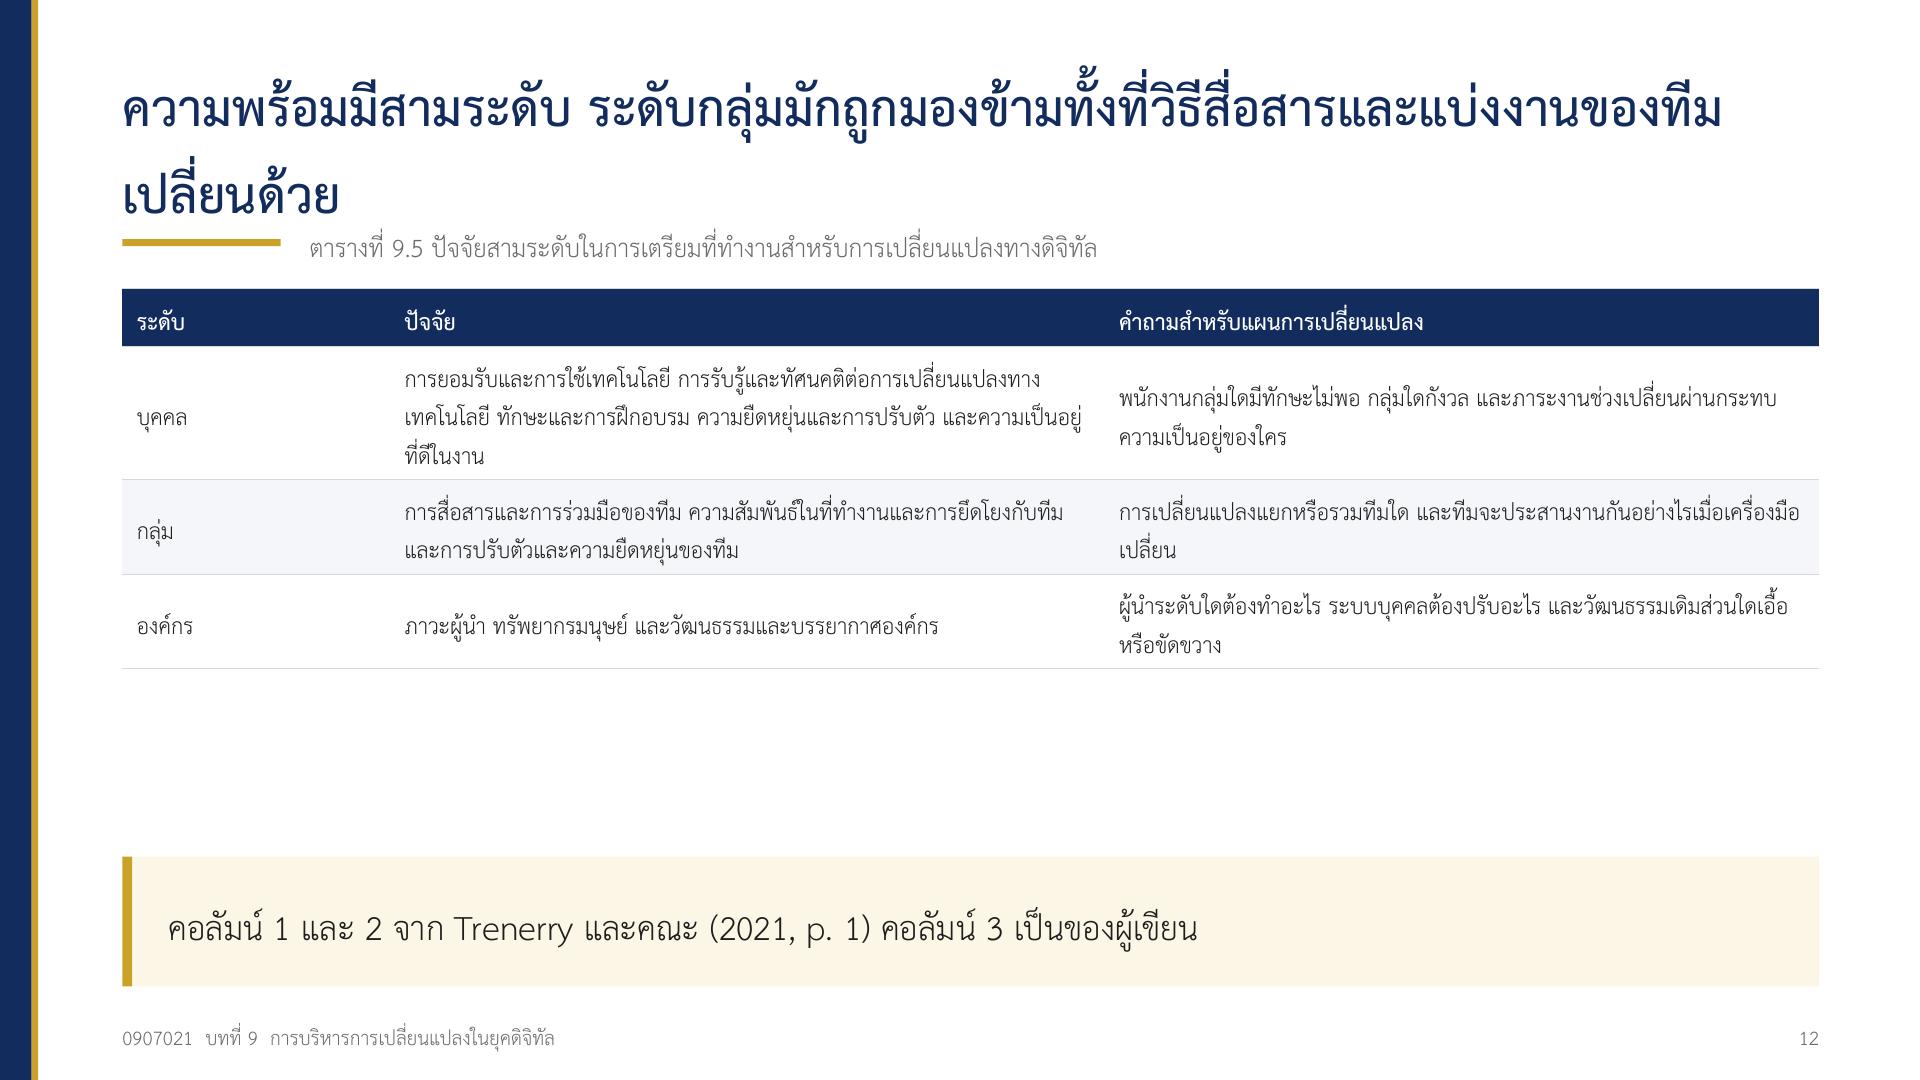 ความพร้อมมีสามระดับ ระดับกลุ่มมักถูกมองข้ามทั้งที่วิธีสื่อสารและแบ่งงานของทีม
เปลี่ยนด้วย
ตารางที่ 9.5 ปัจจัยสามระดับในการเตรียมที่ทำงานสำหรับการเปลี่ยนแปลงทางดิจิทัล
ระดับ ปัจจัย คำถามสำหรับแผนการเปลี่ยนแปลง
บุคคล
การยอมรับและการใช้เทคโนโลยี การรับรู้และทัศนคติต่อการเปลี่ยนแปลงทาง
เทคโนโลยี ทักษะและการฝึกอบรม ความยืดหยุ่นและการปรับตัว และความเป็นอยู่
ที่ดีในงาน
พนักงานกลุ่มใดมีทักษะไม่พอ กลุ่มใดกังวล และภาระงานช่วงเปลี่ยนผ่านกระทบ
ความเป็นอยู่ของใคร
กลุ่ม
การสื่อสารและการร่วมมือของทีม ความสัมพันธ์ในที่ทำงานและการยึดโยงกับทีม
และการปรับตัวและความยืดหยุ่นของทีม
การเปลี่ยนแปลงแยกหรือรวมทีมใด และทีมจะประสานงานกันอย่างไรเมื่อเครื่องมือ
เปลี่ยน
องค์กร
ภาวะผู้นำ ทรัพยากรมนุษย์ และวัฒนธรรมและบรรยากาศองค์กร
ผู้นำระดับใดต้องทำอะไร ระบบบุคคลต้องปรับอะไร และวัฒนธรรมเดิมส่วนใดเอื้อ
หรือขัดขวาง
คอลัมน์ 1 และ 2 จาก Trenerry และคณะ (2021, p. 1) คอลัมน์ 3 เป็นของผู้เขียน
0907021 บทที่ 9 การบริหารการเปลี่ยนแปลงในยุคดิจิทัล
12